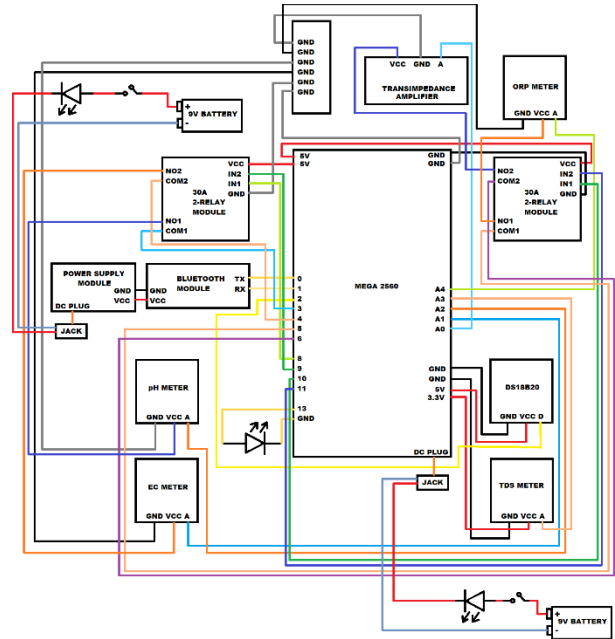 GND
GND
GND
GND
GND
GND
VCC GND A
TRANSIMPEDANCE
AMPLIFIER
ORP METER
GND VCC A
+
9V BATTERY
-
NO2
COM2
NO1
COM1
VCC
IN2
IN1
GND
30A
2-RELAY
MODULE
5V
5V
GND
GND
MEGA 2560
0
1
2
3
4
5
6
8
9
10
11
13
GND
A4
A3
A2
A1
A0
GND
GND
5V
3.3V
DC PLUG
JACK
NO2
COM2
NO1
COM1
VCC
IN2
IN1
GND
30A
2-RELAY
MODULE
POWER SUPPLY
MODULE
GND
VCC
DC PLUG
JACK
BLUETOOTH
MODULE
GND
VCC
TX
RX
pH METER
GND VCC A
EC METER
GND VCC A
DS18B20
GND VCC D
TDS METER
GND VCC A
+
9V BATTERY
-